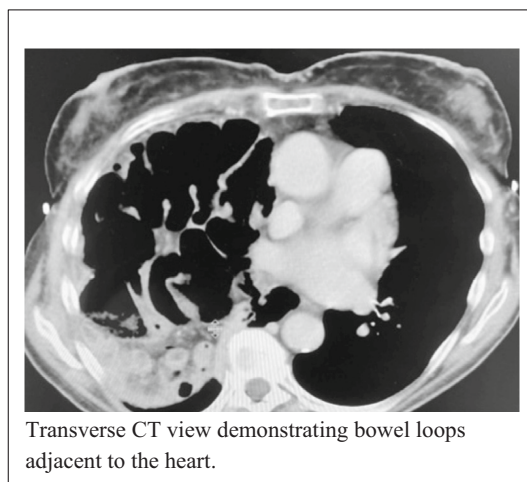 Transverse CT view demonstrating bowel loops
adjacent to the heart.